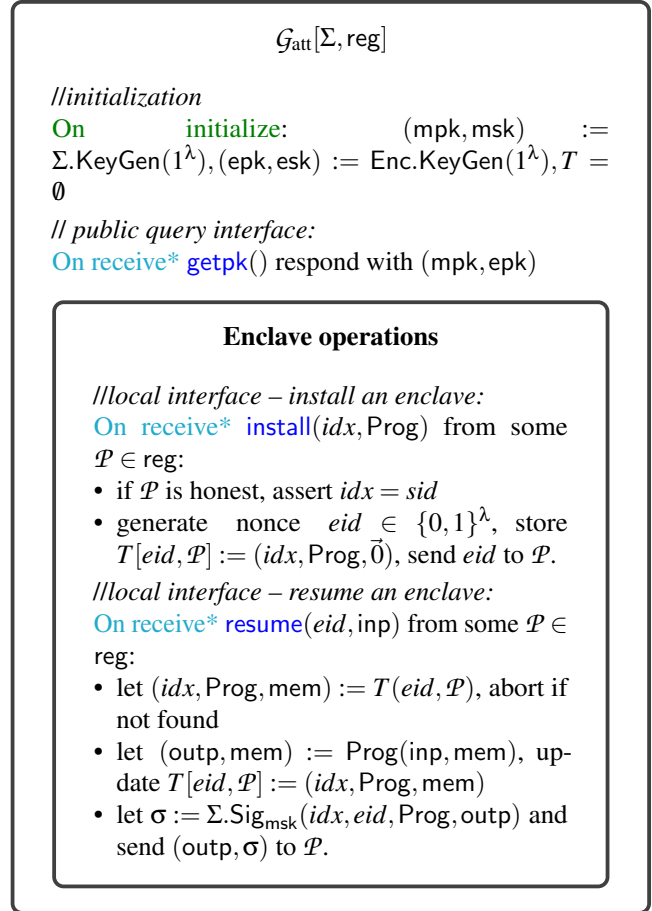 𝒢att[Σ, reg]
//initialization
On initialize: (mpk, msk) :=
Σ.KeyGen(1^λ), (epk, esk) := Enc.KeyGen(1^λ), T =
∅
// public query interface:
On receive* getpk() respond with (mpk, epk)
Enclave operations
//local interface – install an enclave:
On receive* install(idx, Prog) from some
𝒫 ∈ reg:
• if 𝒫 is honest, assert idx = sid
• generate nonce eid ∈ {0,1}^λ, store
T[eid, 𝒫] := (idx, Prog, 0⃗), send eid to 𝒫.
//local interface – resume an enclave:
On receive* resume(eid, inp) from some 𝒫 ∈
reg:
• let (idx, Prog, mem) := T(eid, 𝒫), abort if
not found
• let (outp, mem) := Prog(inp, mem), up-
date T[eid, 𝒫] := (idx, Prog, mem)
• let σ := Σ.Sig_msk(idx, eid, Prog, outp) and
send (outp, σ) to 𝒫.